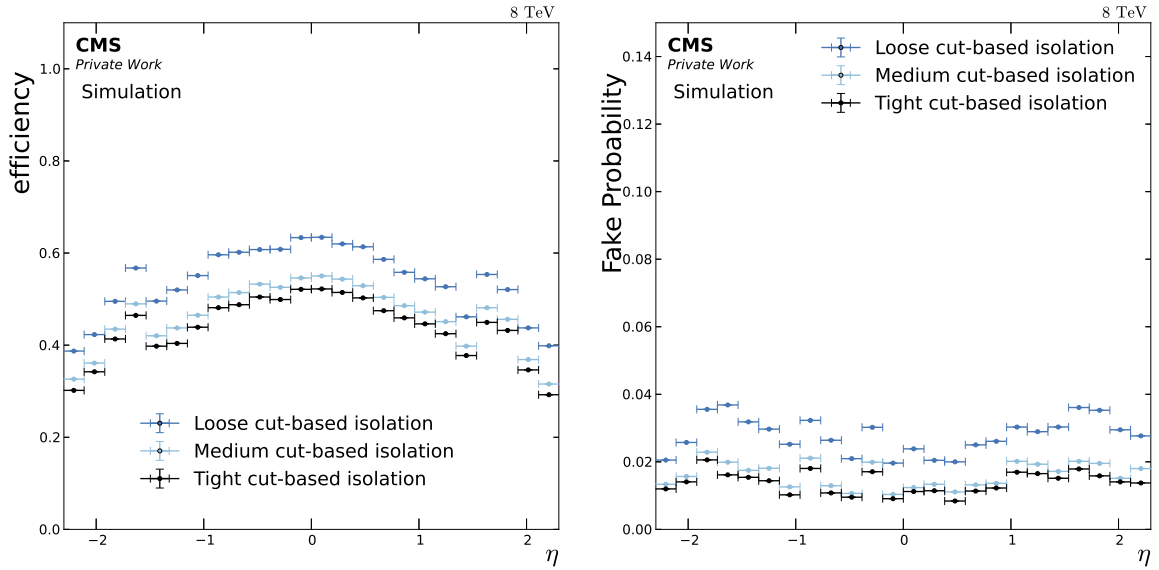 8 TeV
CMS
Private Work
Simulation
efficiency
1.0
0.8
0.6
0.4
0.2
0.0
Loose cut-based isolation
Medium cut-based isolation
Tight cut-based isolation
−2
−1
0
1
2
η
8 TeV
CMS
Private Work
Simulation
Loose cut-based isolation
Medium cut-based isolation
Tight cut-based isolation
Fake Probability
0.14
0.12
0.10
0.08
0.06
0.04
0.02
0.00
−2
−1
0
1
2
η